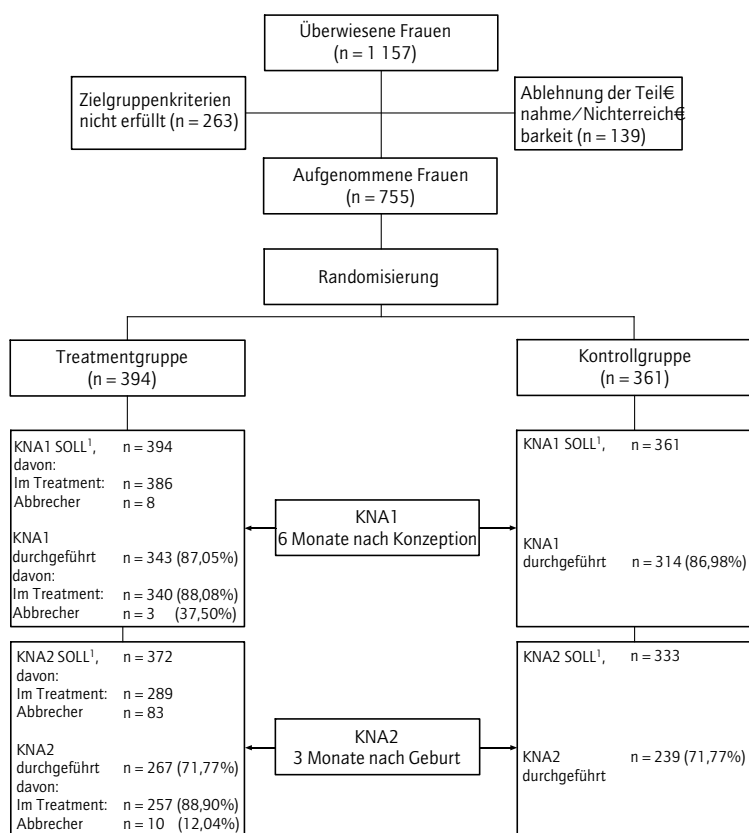 Überwiesene Frauen
(n = 1 157)
Zielgruppenkriterien
nicht erfüllt (n = 263)
Ablehnung der Teil€
nahme/Nichterreich€
barkeit (n = 139)
Aufgenommene Frauen
(n = 755)
Randomisierung
Treatmentgruppe
(n = 394)
Kontrollgruppe
(n = 361)
KNA1 SOLL¹, n = 394
davon:
Im Treatment: n = 386
Abbrecher n = 8
KNA1
durchgeführt n = 343 (87,05%)
davon:
Im Treatment: n = 340 (88,08%)
Abbrecher n = 3 (37,50%)
KNA1
6 Monate nach Konzeption
KNA1 SOLL¹, n = 361
KNA1
durchgeführt n = 314 (86,98%)
KNA2 SOLL¹, n = 372
davon:
Im Treatment: n = 289
Abbrecher n = 83
KNA2
durchgeführt n = 267 (71,77%)
davon:
Im Treatment: n = 257 (88,90%)
Abbrecher n = 10 (12,04%)
KNA2
3 Monate nach Geburt
KNA2 SOLL¹, n = 333
KNA2 n = 239 (71,77%)
durchgeführt